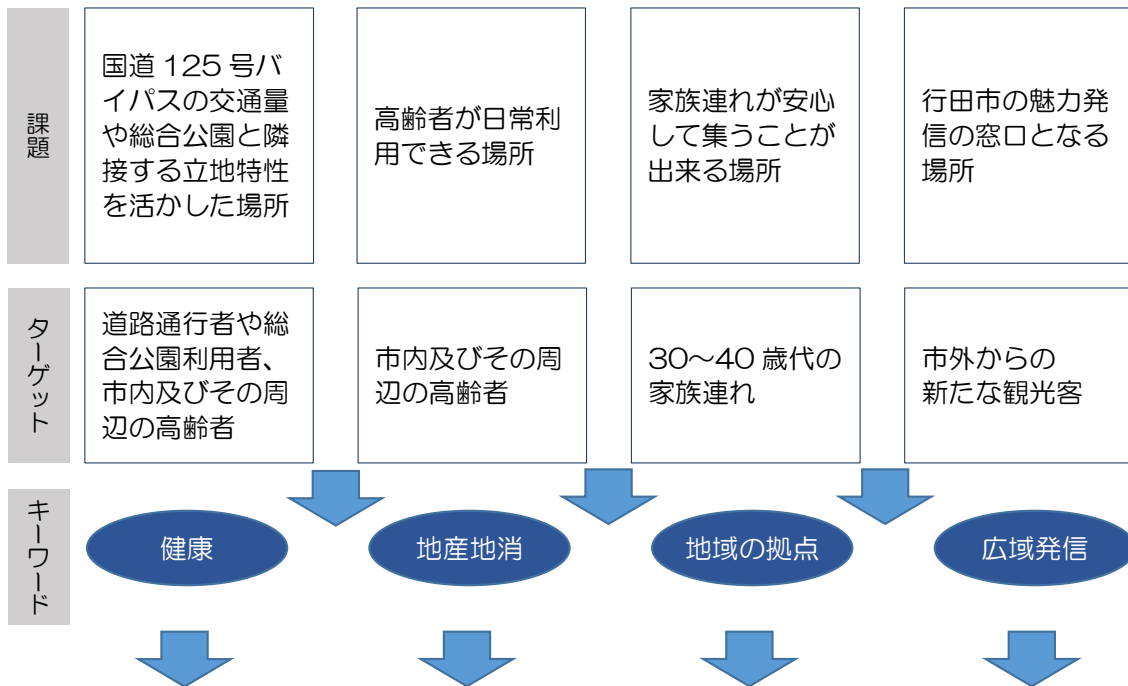 課題
国道 125 号バ
イパスの交通量
や総合公園と隣
接する立地特性
を活かした場所
高齢者が日常利
用できる場所
家族連れが安心
して集うことが
出来る場所
行田市の魅力発
信の窓口となる
場所
ターゲット
道路通行者や総
合公園利用者、
市内及びその周
辺の高齢者
市内及びその周
辺の高齢者
30～40 歳代の
家族連れ
市外からの
新たな観光客
キーワード
健康
地産地消
地域の拠点
広域発信